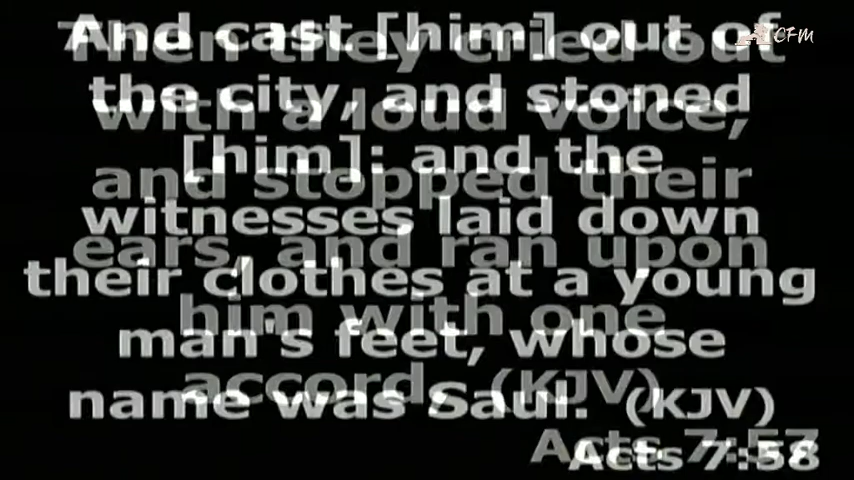 And cast [him] out of
the city, and stoned
[him]: and the
witnesses laid down
their clothes at a young
man's feet, whose
name was Saul. (KJV)
Acts 7:58
Then they cried out
with a loud voice,
and stopped their
ears, and ran upon
him with one
accord, (KJV)
Acts 7:57
ACFM